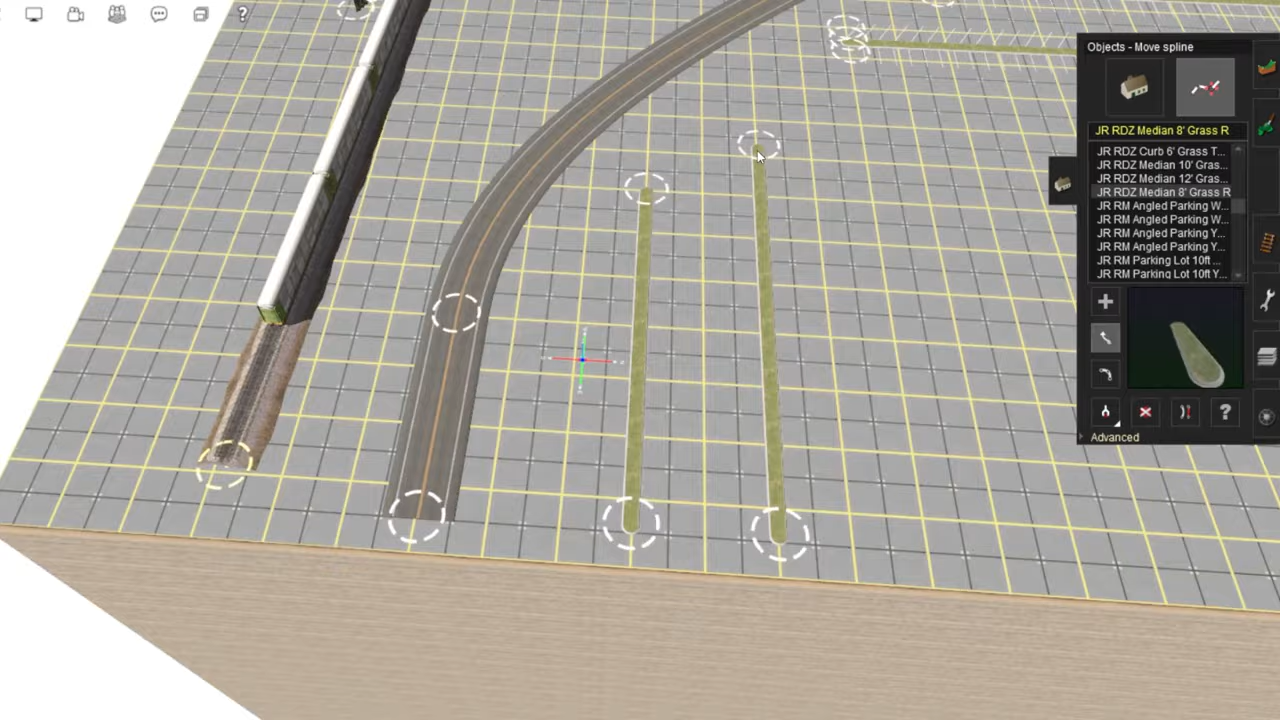 ?
Objects - Move spline
JR RDZ Median 8' Grass R
JR RDZ Curb 6' Grass T...
JR RDZ Median 10' Gras...
JR RDZ Median 12' Gras...
JR RDZ Median 8' Grass R
JR RM Angled Parking W...
JR RM Angled Parking W...
JR RM Angled Parking Y...
JR RM Angled Parking Y...
JR RM Parking Lot 10ft ...
JR RM Parking Lot 10ft Y...
?
Advanced